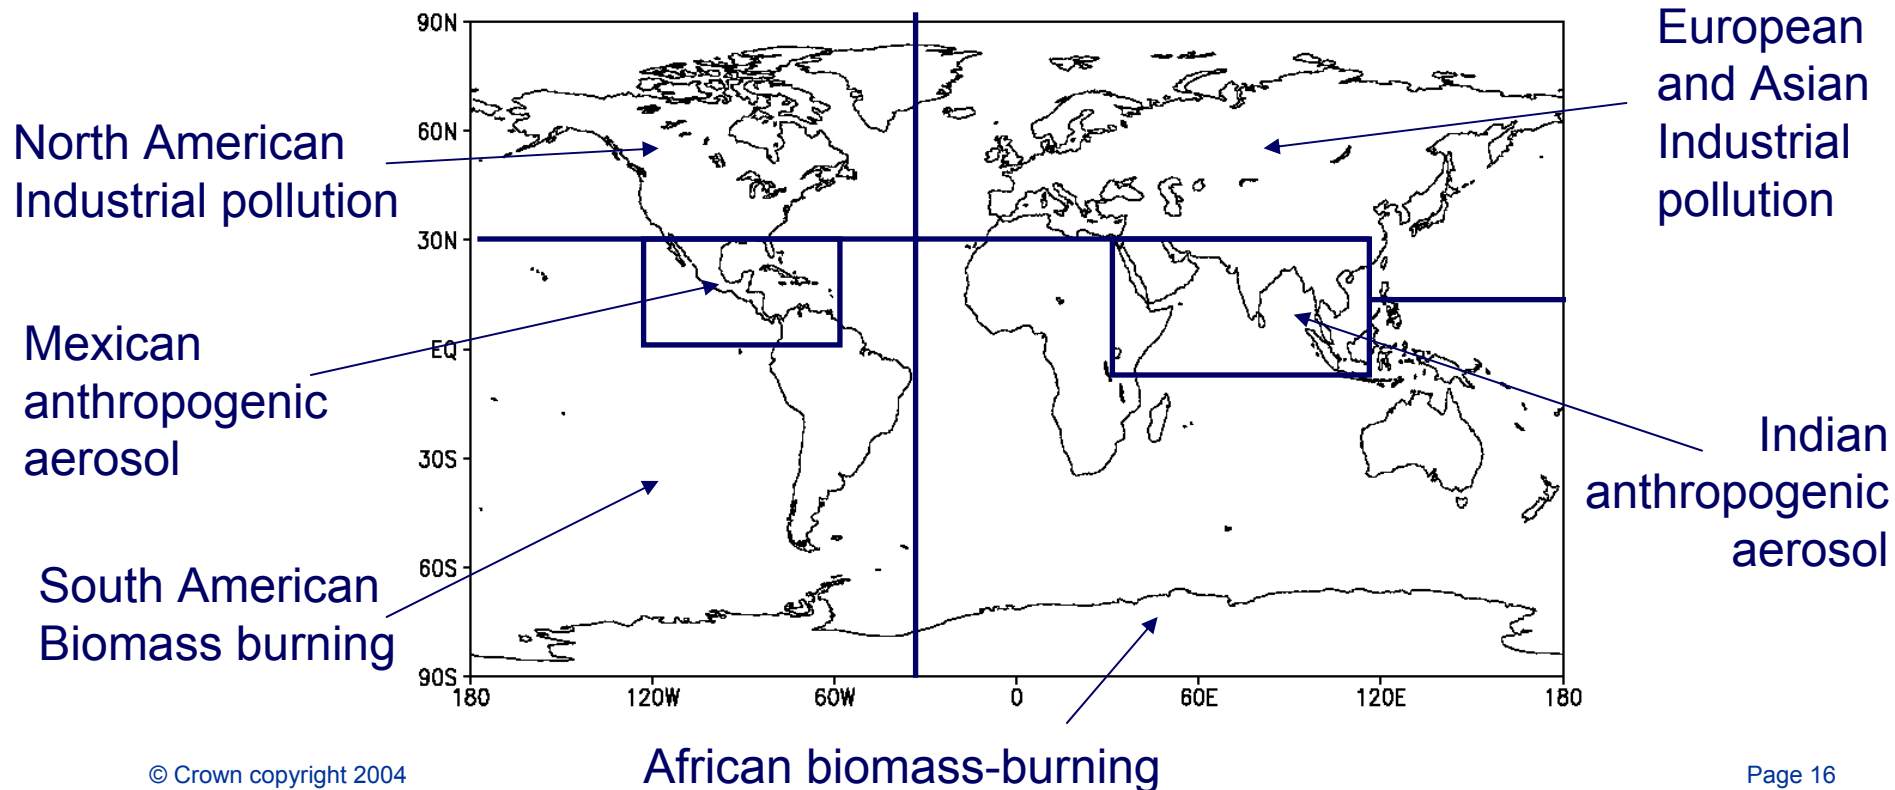 90N
60N
30N
EQ
30S
60S
90S
180
120W
60W
0
60E
120E
180
North American
Industrial pollution
Mexican
anthropogenic
aerosol
South American
Biomass burning
European
and Asian
Industrial
pollution
Indian
anthropogenic
aerosol
African biomass-burning
© Crown copyright 2004
Page 16